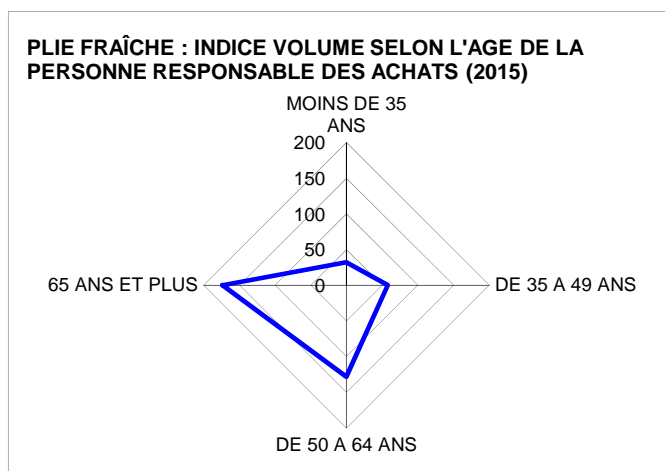 PLIE FRAÎCHE : INDICE VOLUME SELON L'AGE DE LA
PERSONNE RESPONSABLE DES ACHATS (2015)
MOINS DE 35
ANS
200
150
100
50
0
65 ANS ET PLUS
DE 35 A 49 ANS
DE 50 A 64 ANS